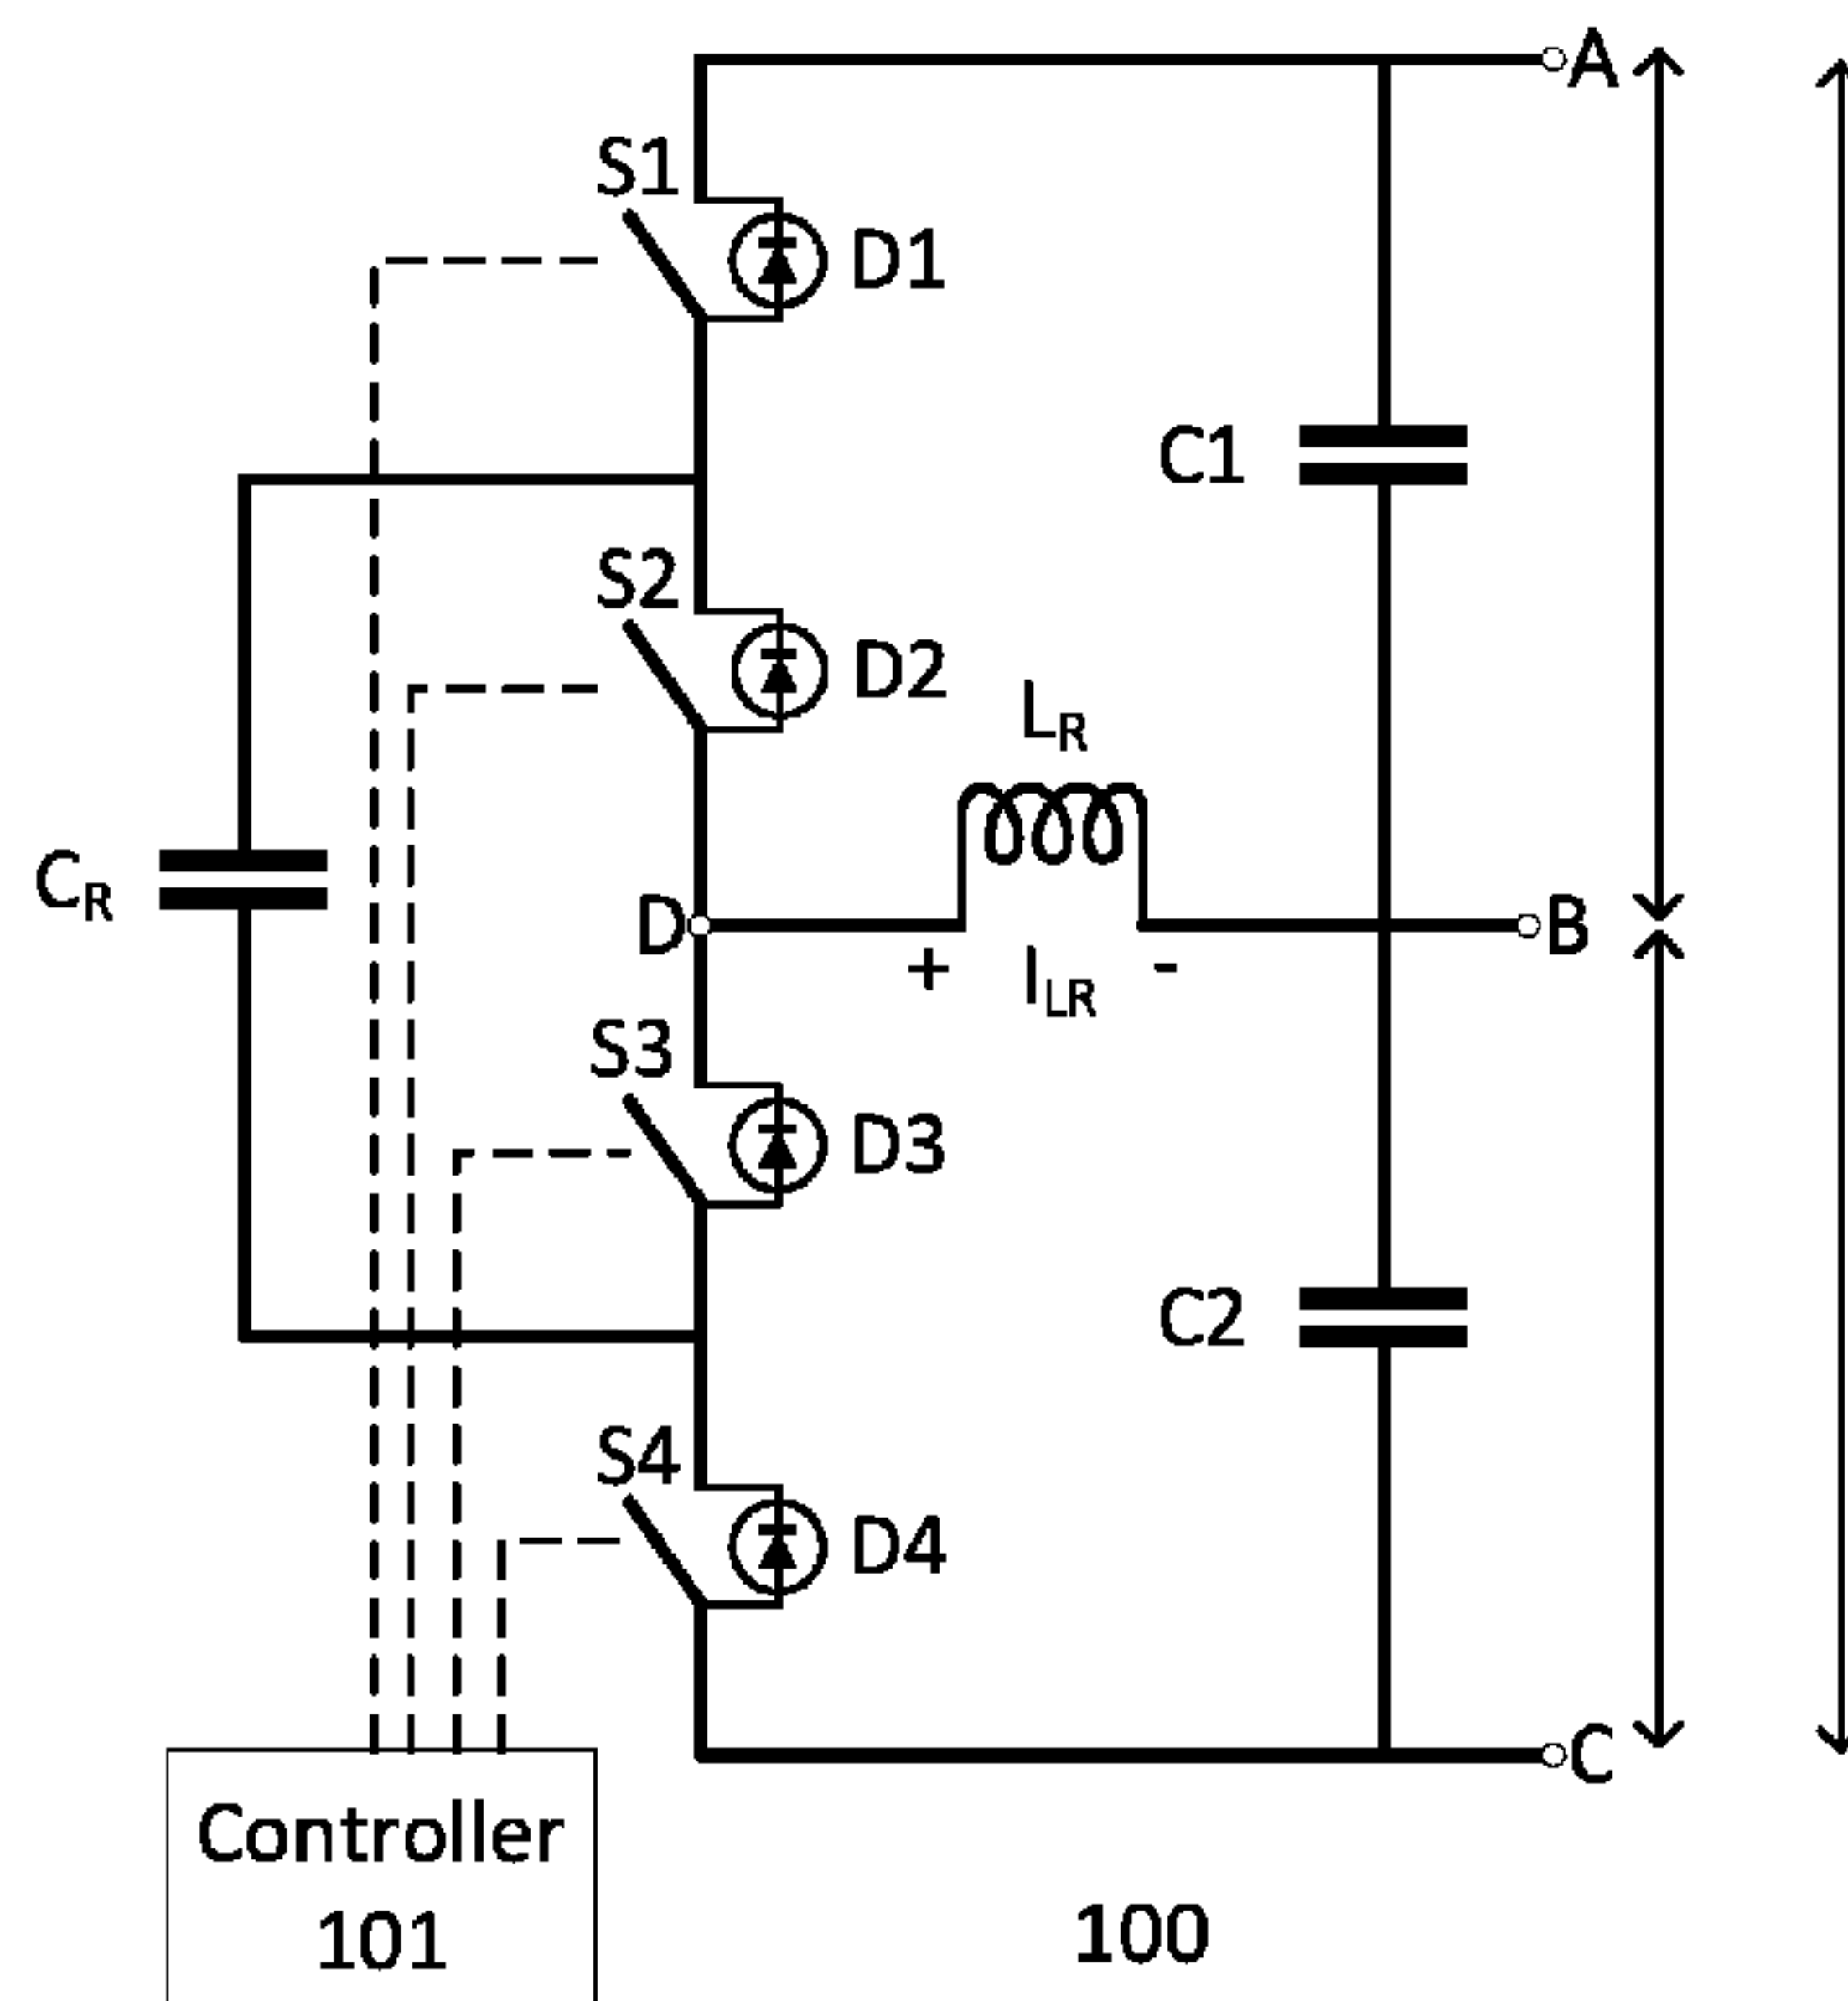 A
S1
D1
C1
S2
D2
LR
CR
D
B
+
ILR
-
S3
D3
C2
S4
D4
C
Controller
101
100